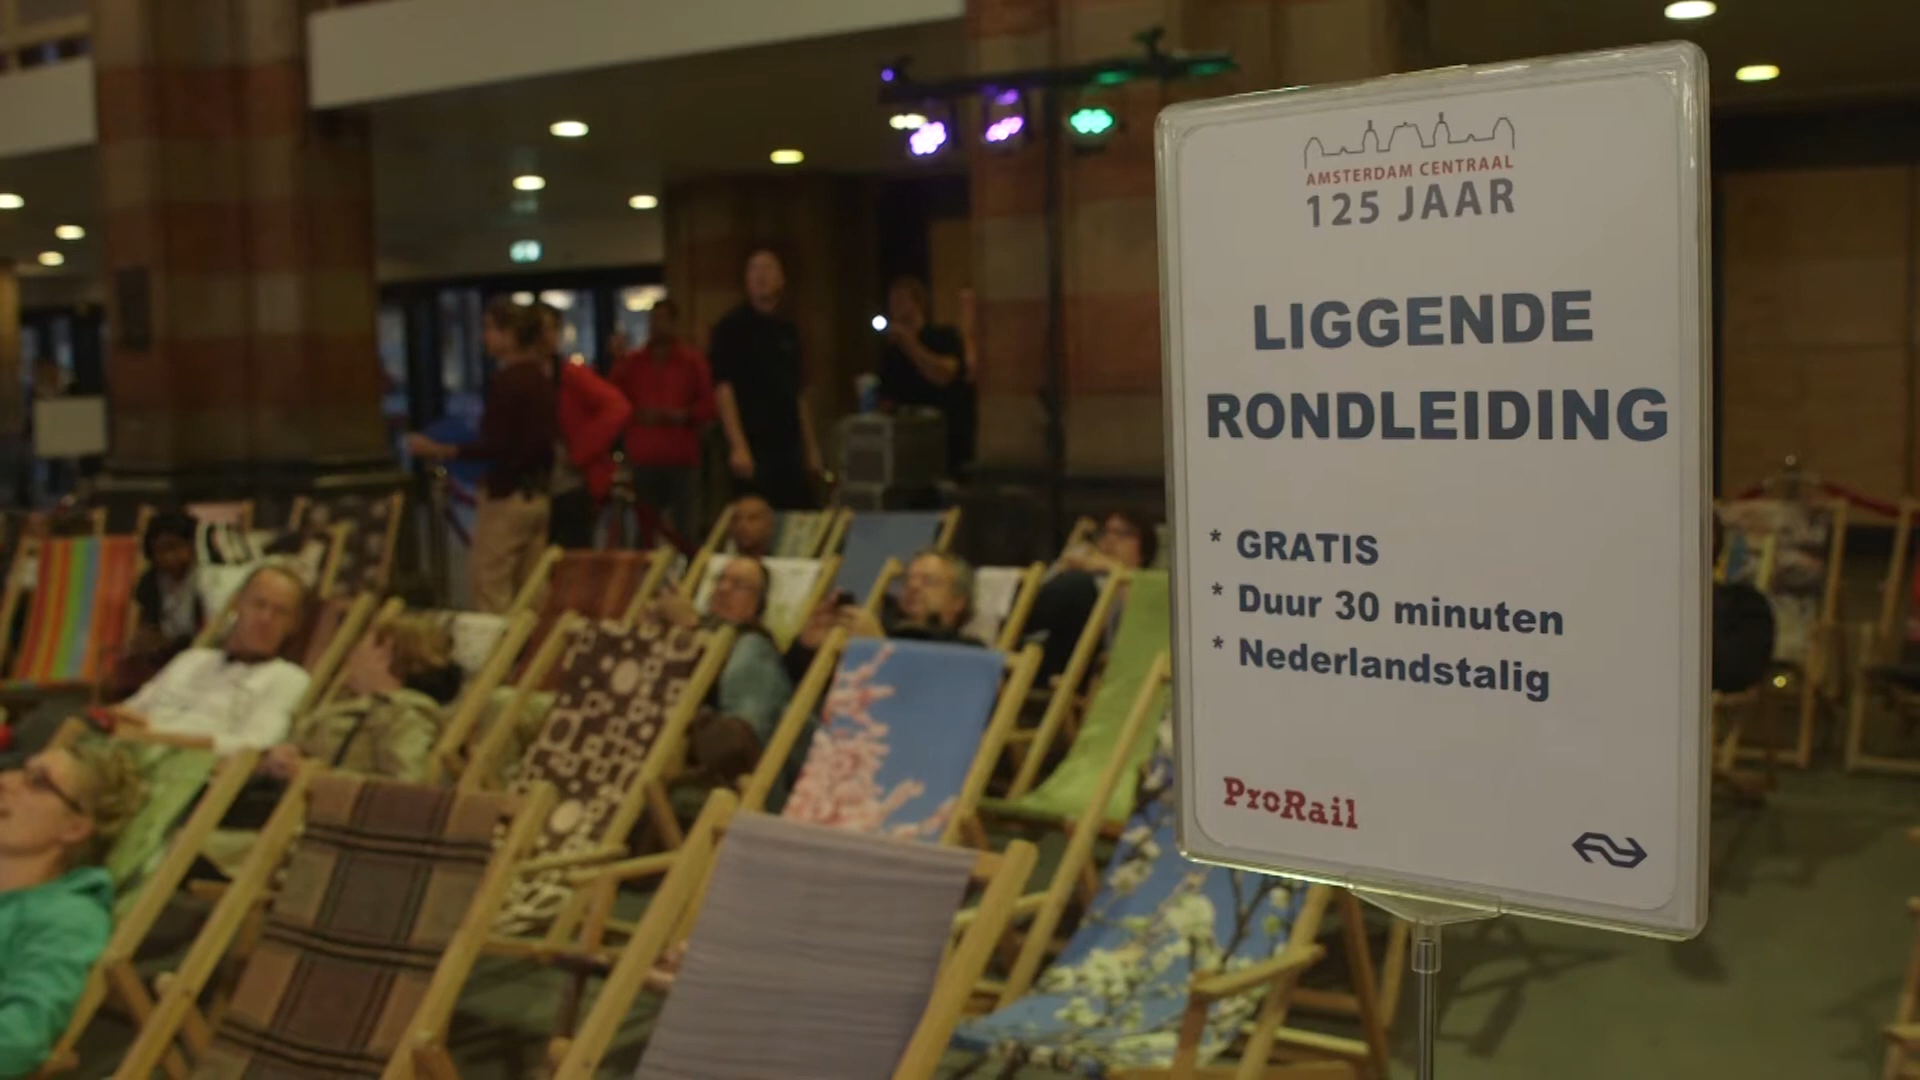 AMSTERDAM CENTRAAL
125 JAAR
LIGGENDE
RONDLEIDING
* GRATIS
* Duur 30 minuten
* Nederlandstalig
ProRail